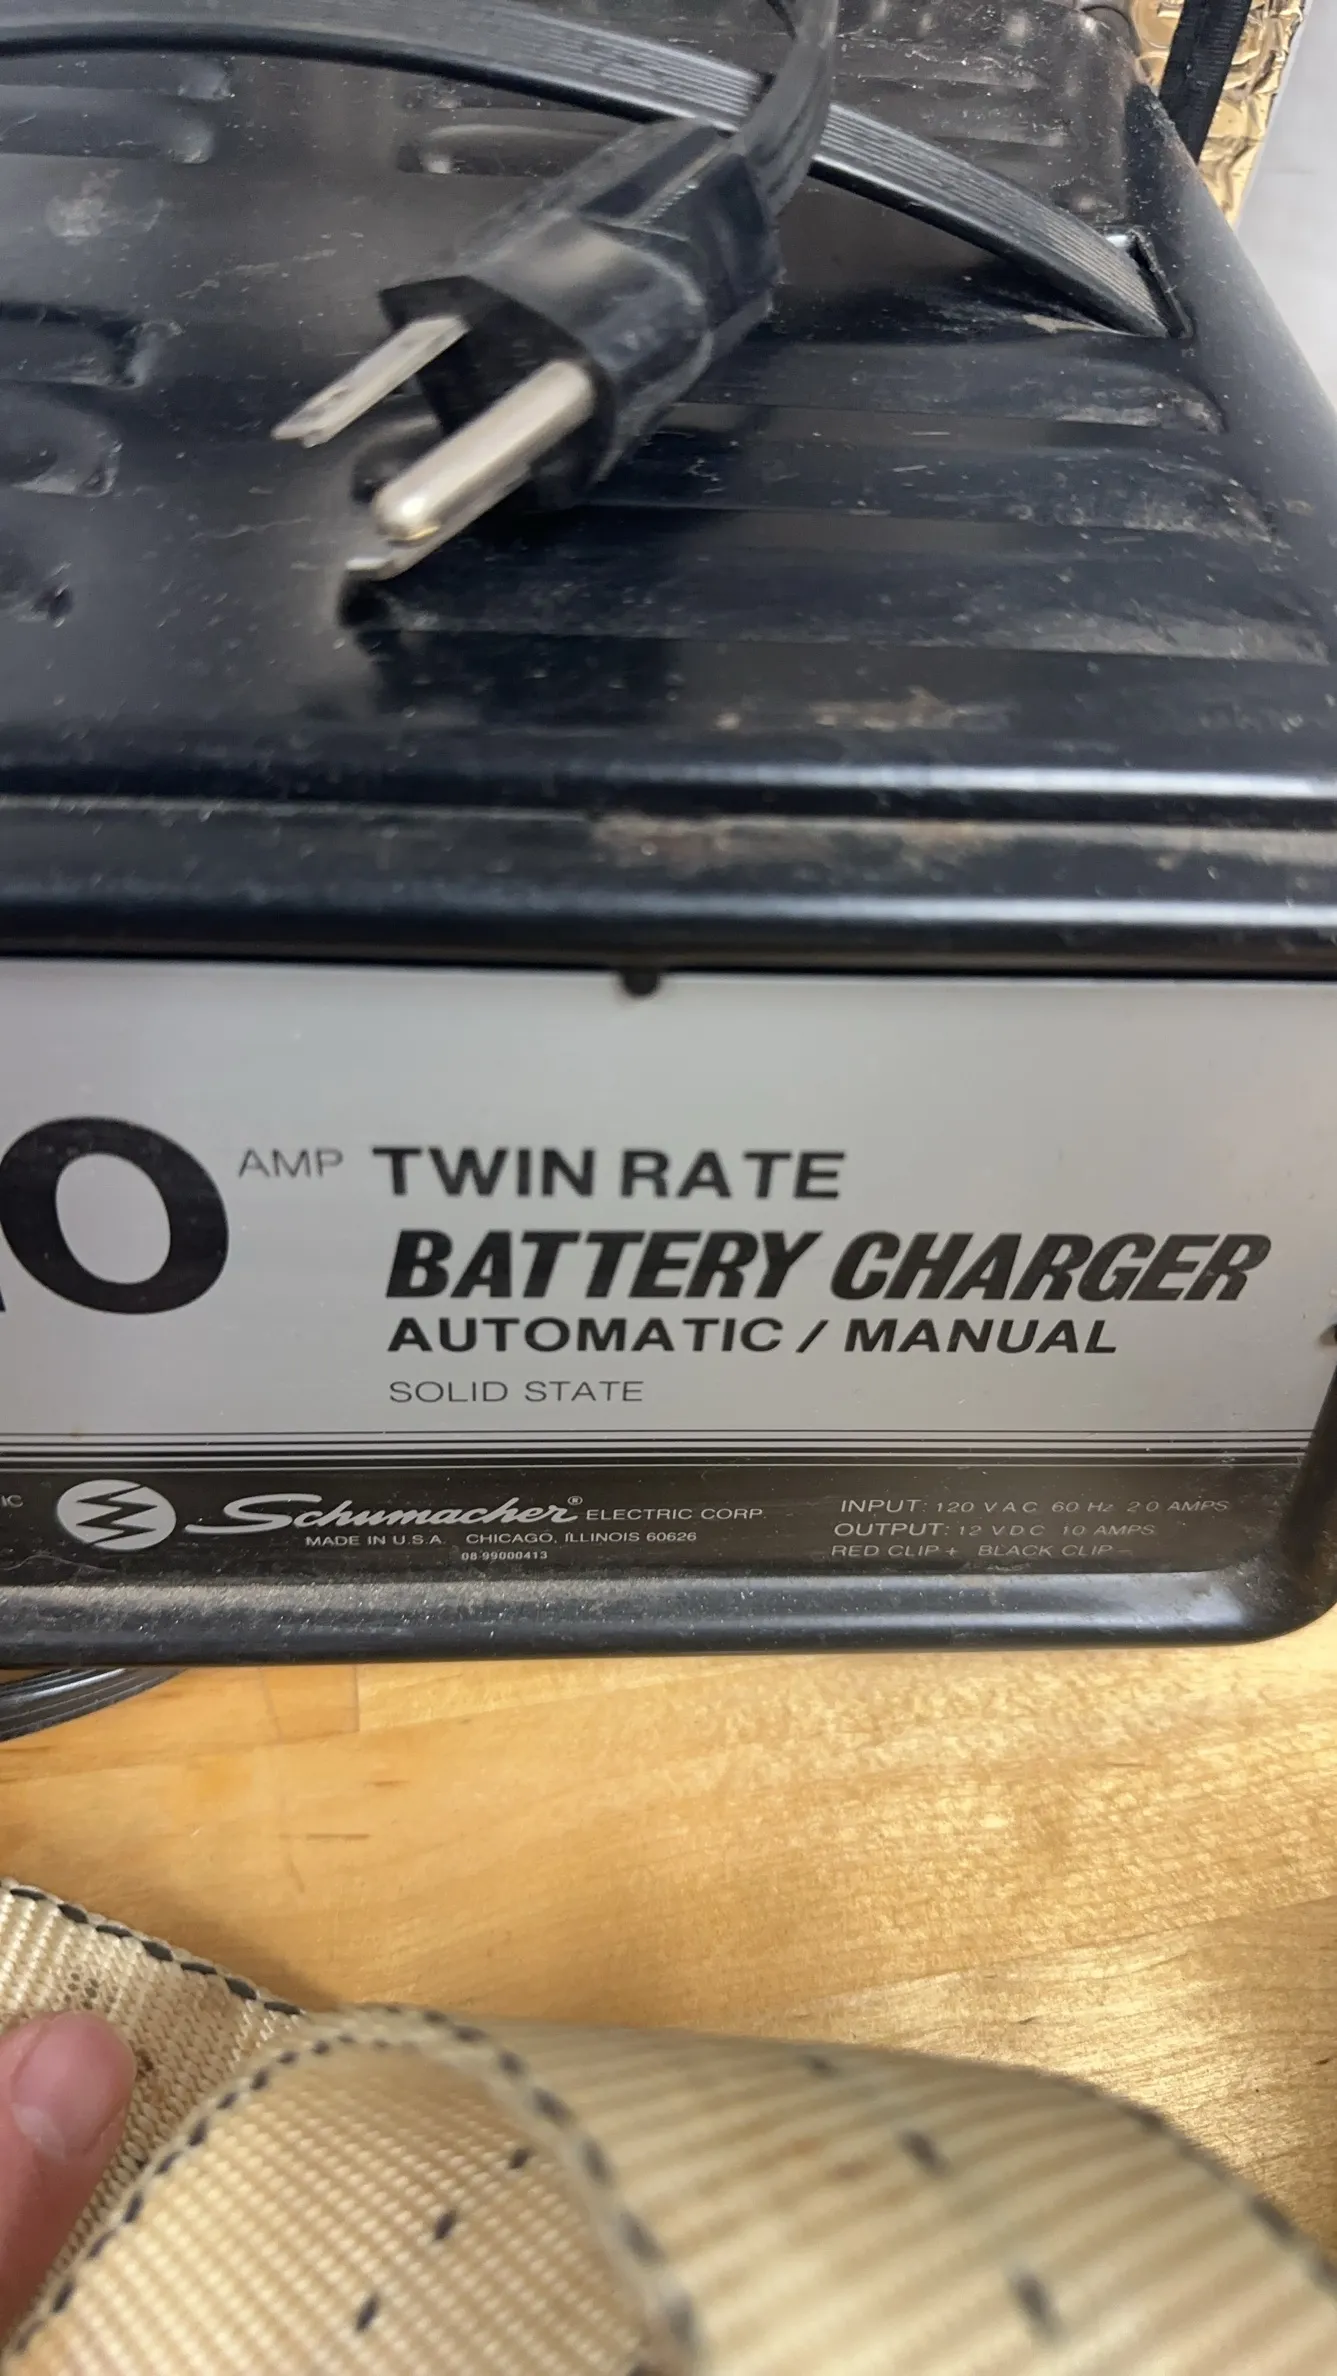 10 AMP TWIN RATE
BATTERY CHARGER
AUTOMATIC / MANUAL
SOLID STATE
Schumacher® ELECTRIC CORP.
MADE IN U.S.A. CHICAGO, ILLINOIS 60626
08 99000413
INPUT: 120 V A C 60 Hz 2.0 AMPS
OUTPUT: 12 V.D.C. 10 AMPS
RED CLIP + BLACK CLIP -